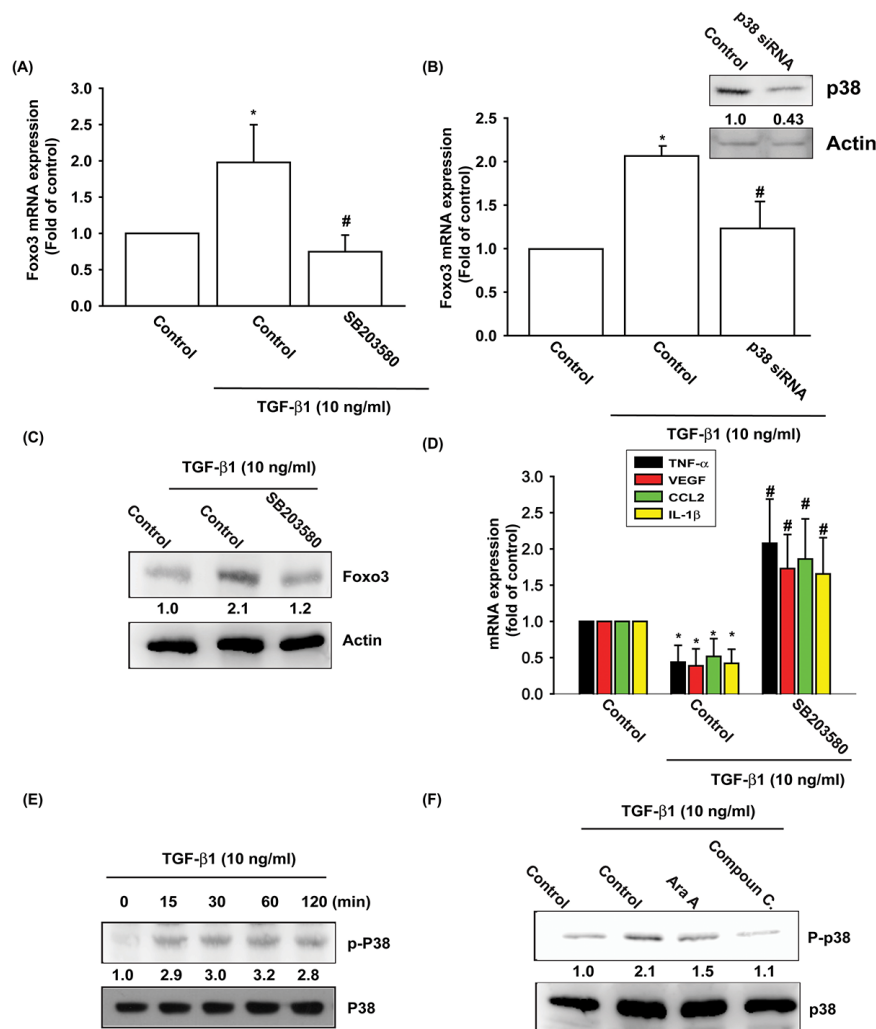 (A)
Foxo3 mRNA expression
(Fold of control)
3.0
2.5
2.0
1.5
1.0
0.5
0.0
*
#
Control
Control
SB203580
TGF-β1 (10 ng/ml)
(B)
Control
p38 siRNA
p38
1.0 0.43
Actin
Foxo3 mRNA expression
(Fold of control)
2.5
2.0
1.5
1.0
0.5
0.0
*
#
Control
Control
p38 siRNA
TGF-β1 (10 ng/ml)
(C)
TGF-β1 (10 ng/ml)
Control
Control
SB203580
Foxo3
1.0 2.1 1.2
Actin
(D)
TNF-α
VEGF
CCL2
IL-1β
mRNA expression
(fold of control)
3.0
2.5
2.0
1.5
1.0
0.5
0.0
* * * *
# # # #
Control
Control
SB203580
TGF-β1 (10 ng/ml)
(E)
TGF-β1 (10 ng/ml)
0 15 30 60 120 (min)
p-P38
1.0 2.9 3.0 3.2 2.8
P38
(F)
TGF-β1 (10 ng/ml)
Control
Control
Ara A
Compoun C.
P-p38
1.0 2.1 1.5 1.1
p38